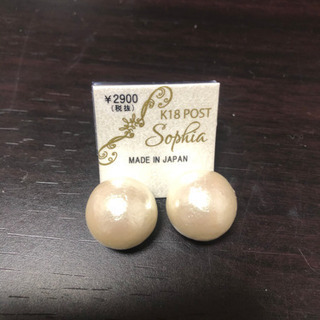 ¥2900
(税抜)
K18 POST
Sophia
MADE IN JAPAN